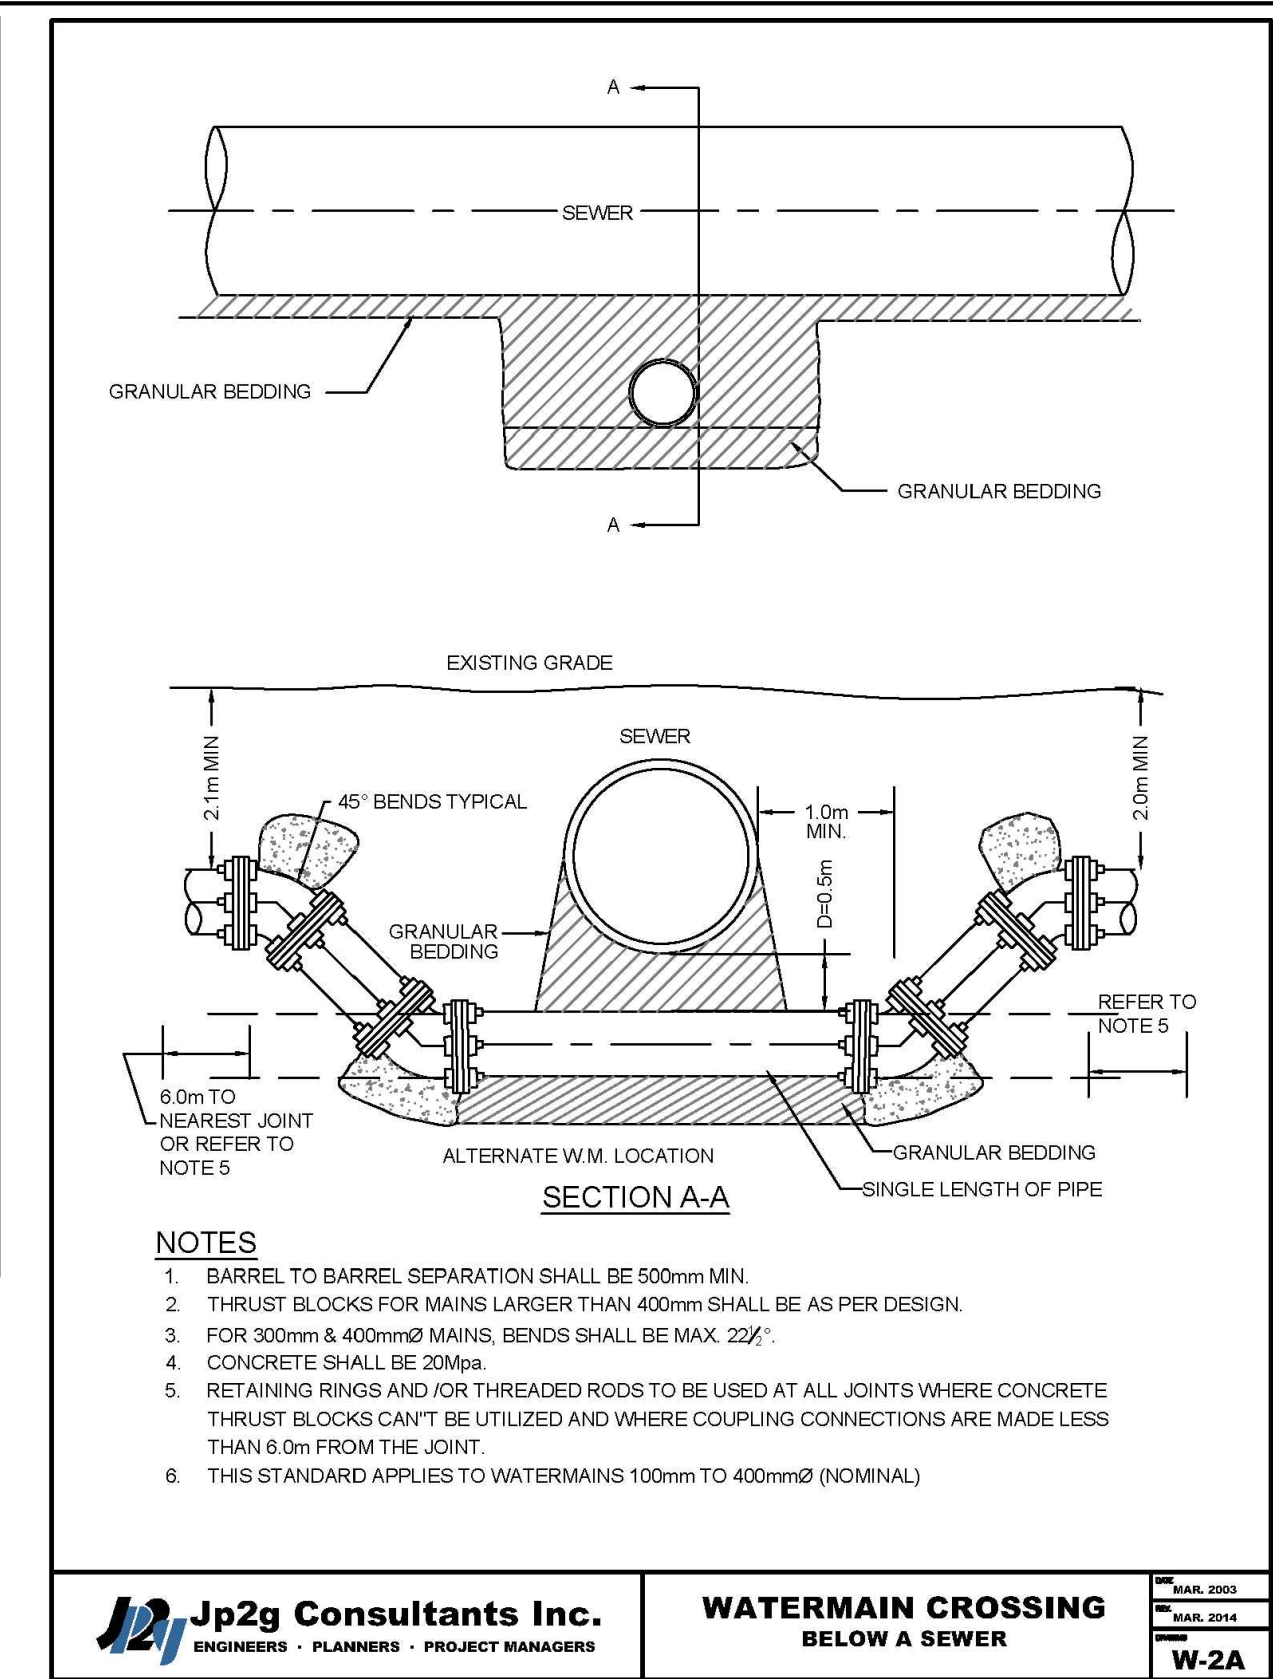 A
SEWER
GRANULAR BEDDING
GRANULAR BEDDING
A
EXISTING GRADE
SEWER
2.1m MIN
2.0m MIN
45° BENDS TYPICAL
1.0m
MIN.
D=0.5m
GRANULAR
BEDDING
REFER TO
NOTE 5
6.0m TO
NEAREST JOINT
OR REFER TO
NOTE 5
ALTERNATE W.M. LOCATION
GRANULAR BEDDING
SINGLE LENGTH OF PIPE
SECTION A-A
NOTES
1. BARREL TO BARREL SEPARATION SHALL BE 500mm MIN.
2. THRUST BLOCKS FOR MAINS LARGER THAN 400mm SHALL BE AS PER DESIGN.
3. FOR 300mm & 400mmØ MAINS, BENDS SHALL BE MAX. 22½°.
4. CONCRETE SHALL BE 20Mpa.
5. RETAINING RINGS AND /OR THREADED RODS TO BE USED AT ALL JOINTS WHERE CONCRETE
THRUST BLOCKS CAN"T BE UTILIZED AND WHERE COUPLING CONNECTIONS ARE MADE LESS
THAN 6.0m FROM THE JOINT.
6. THIS STANDARD APPLIES TO WATERMAINS 100mm TO 400mmØ (NOMINAL)
JP2g Jp2g Consultants Inc.
ENGINEERS · PLANNERS · PROJECT MANAGERS
WATERMAIN CROSSING
BELOW A SEWER
DATE
MAR. 2003
REV.
MAR. 2014
DRAWING
W-2A